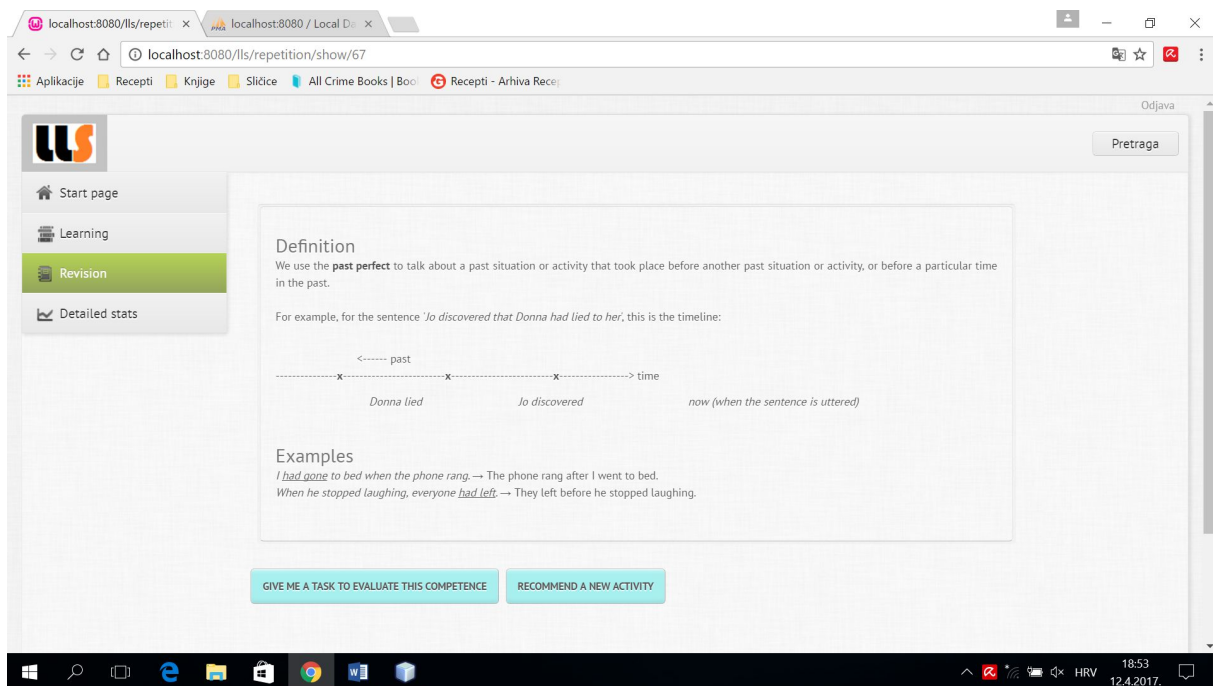 localhost:8080/lls/repetit
localhost:8080 / Local Da
localhost:8080/lls/repetition/show/67
Aplikacije Recepti Knjige Sličice All Crime Books | Boo Recepti - Arhiva Recep
Odjava
LLS
Pretraga
Start page
Learning
Revision
Detailed stats
Definition
We use the past perfect to talk about a past situation or activity that took place before another past situation or activity, or before a particular time
in the past.
For example, for the sentence 'Jo discovered that Donna had lied to her', this is the timeline:
<------ past
---------------x-------------------------x-------------------------x-----------------> time
Donna lied Jo discovered now (when the sentence is uttered)
Examples
I had gone to bed when the phone rang. → The phone rang after I went to bed.
When he stopped laughing, everyone had left. → They left before he stopped laughing.
GIVE ME A TASK TO EVALUATE THIS COMPETENCE RECOMMEND A NEW ACTIVITY
HRV 18:53
12.4.2017.